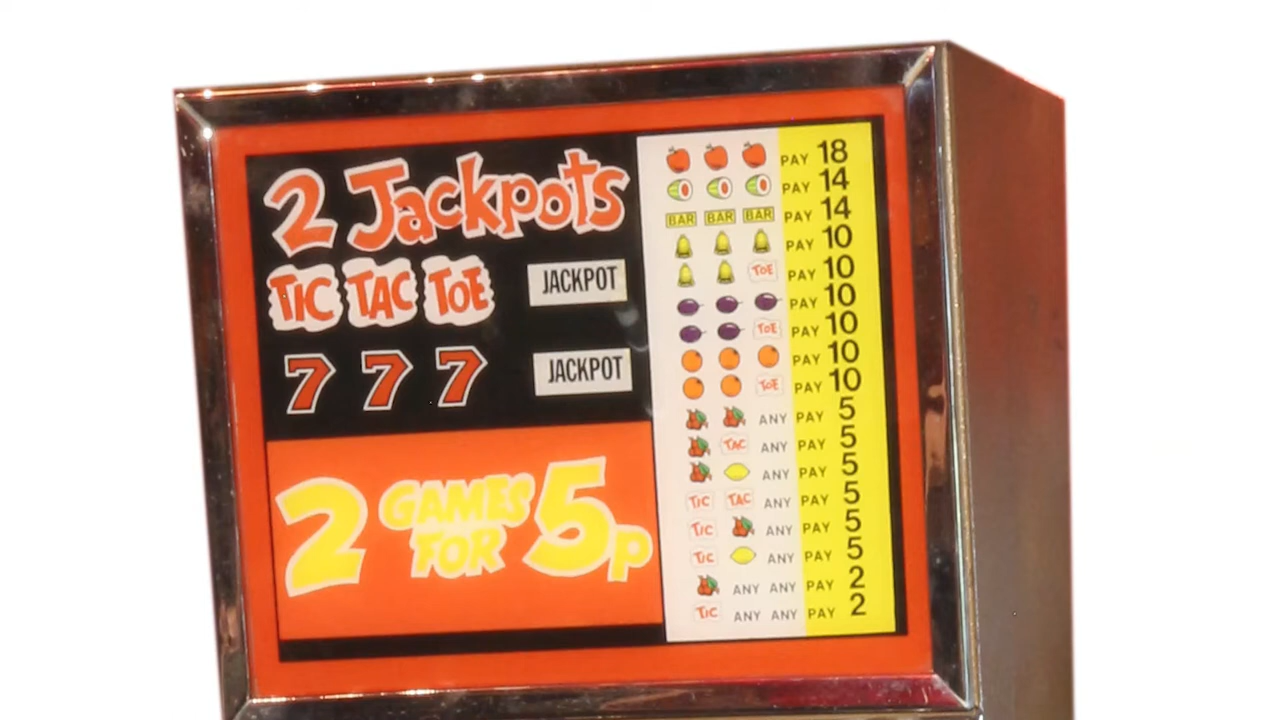 2 Jackpots
TIC TAC TOE JACKPOT
7 7 7 JACKPOT
2 GAMES FOR 5p
PAY 18
PAY 14
BAR BAR BAR PAY 14
PAY 10
TOE PAY 10
PAY 10
TOE PAY 10
PAY 10
TOE PAY 10
ANY PAY 5
TAC ANY PAY 5
ANY PAY 5
TIC TAC ANY PAY 5
TIC ANY PAY 5
TIC ANY PAY 5
ANY ANY PAY 2
TIC ANY ANY PAY 2